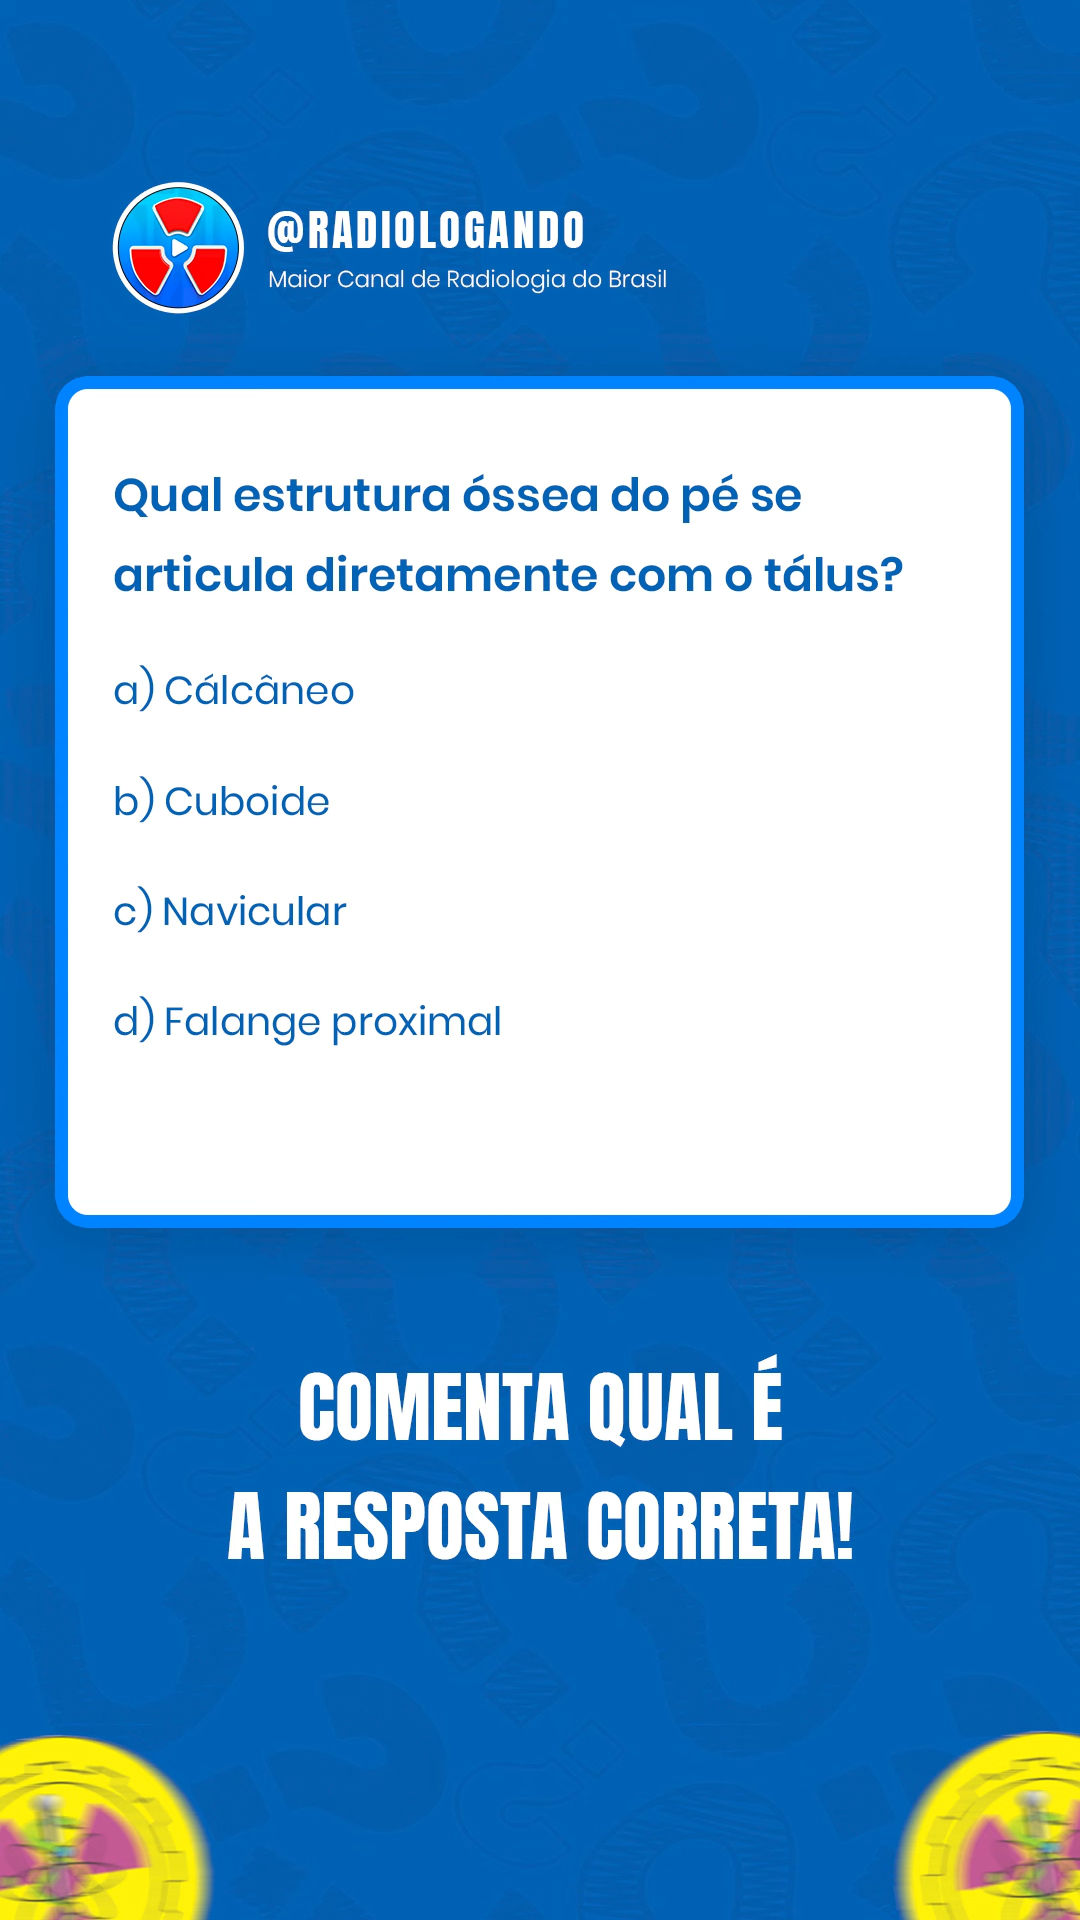 @RADIOLOGANDO
Maior Canal de Radiologia do Brasil
Qual estrutura óssea do pé se
articula diretamente com o tálus?
a) Cálcâneo
b) Cuboide
c) Navicular
d) Falange proximal
COMENTA QUAL É
A RESPOSTA CORRETA!